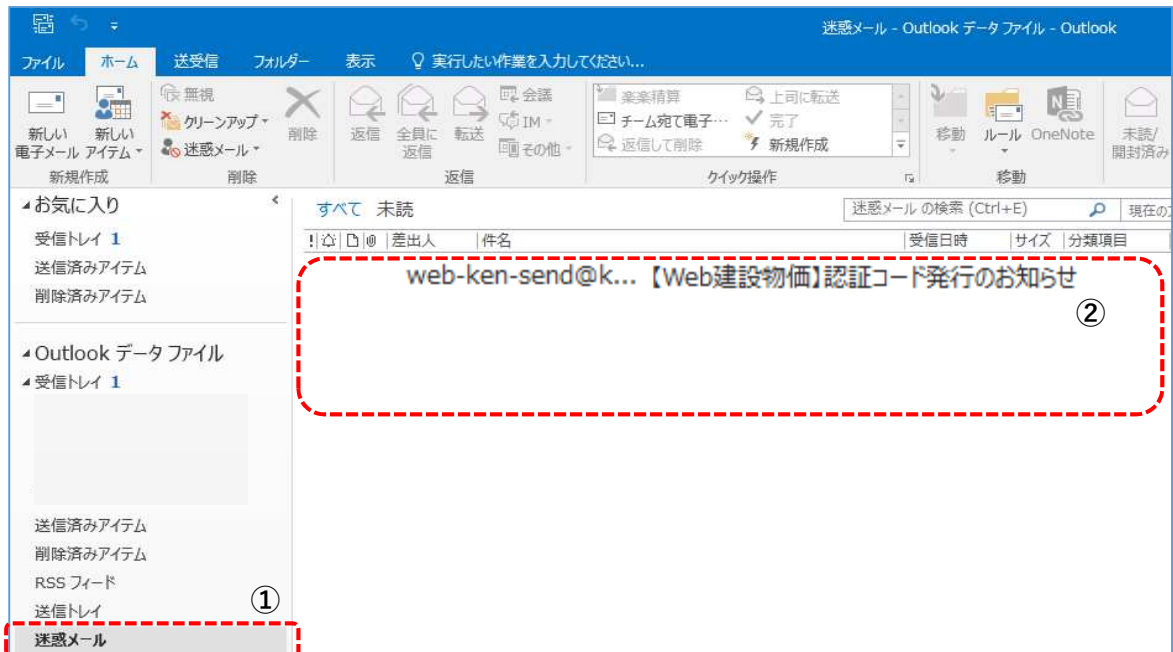 迷惑メール - Outlook データ ファイル - Outlook
ファイル ホーム 送受信 フォルダー 表示 実行したい作業を入力してください...
新しい
電子メール
新しい
アイテム
新規作成
無視
クリーンアップ
迷惑メール
削除
削除
返信
全員に
返信
転送
会議
IM
その他
返信
楽楽精算
チーム宛て電子…
返信して削除
上司に転送
完了
新規作成
クイック操作
移動
ルール
OneNote
移動
未読/
開封済み
お気に入り
受信トレイ 1
送信済みアイテム
削除済みアイテム
Outlook データ ファイル
受信トレイ 1
送信済みアイテム
削除済みアイテム
RSS フィード
送信トレイ
①
迷惑メール
すべて 未読
迷惑メール の検索 (Ctrl+E)
現在の
差出人 件名 受信日時 サイズ 分類項目
web-ken-send@k... 【Web建設物価】認証コード発行のお知らせ
②